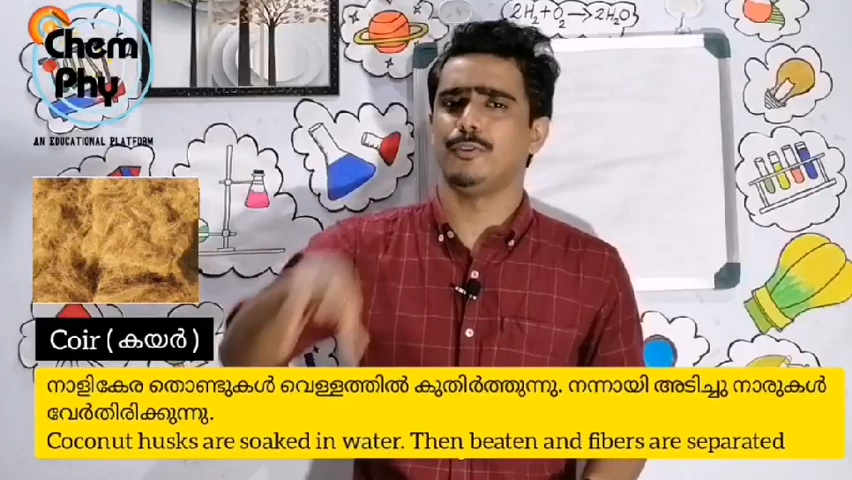 Chem
Phy
AN EDUCATIONAL PLATFORM
2H₂+O₂→2H₂O
Coir ( കയർ )
നാളികേര തൊണ്ടുകൾ വെള്ളത്തിൽ കുതിർത്തുന്നു. നന്നായി അടിച്ചു നാരുകൾ
വേർതിരിക്കുന്നു.
Coconut husks are soaked in water. Then beaten and fibers are separated